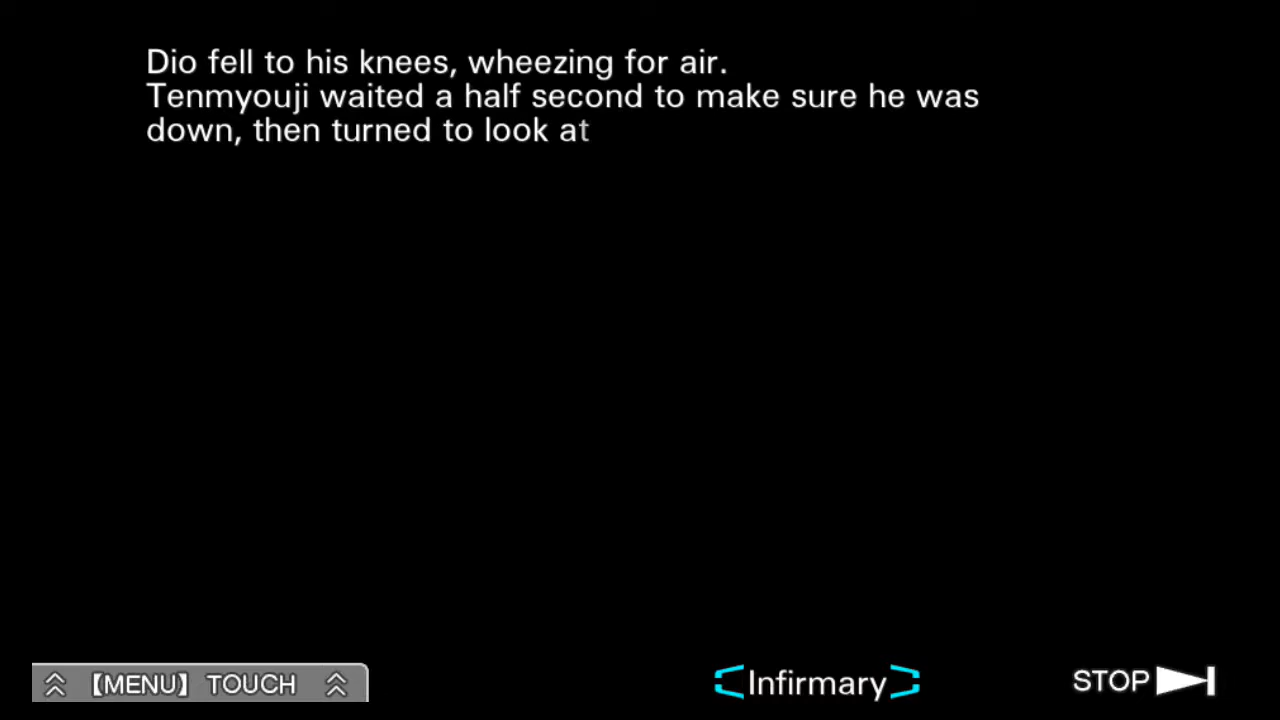 Dio fell to his knees, wheezing for air.
Tenmyouji waited a half second to make sure he was
down, then turned to look at
【MENU】 TOUCH
Infirmary
STOP